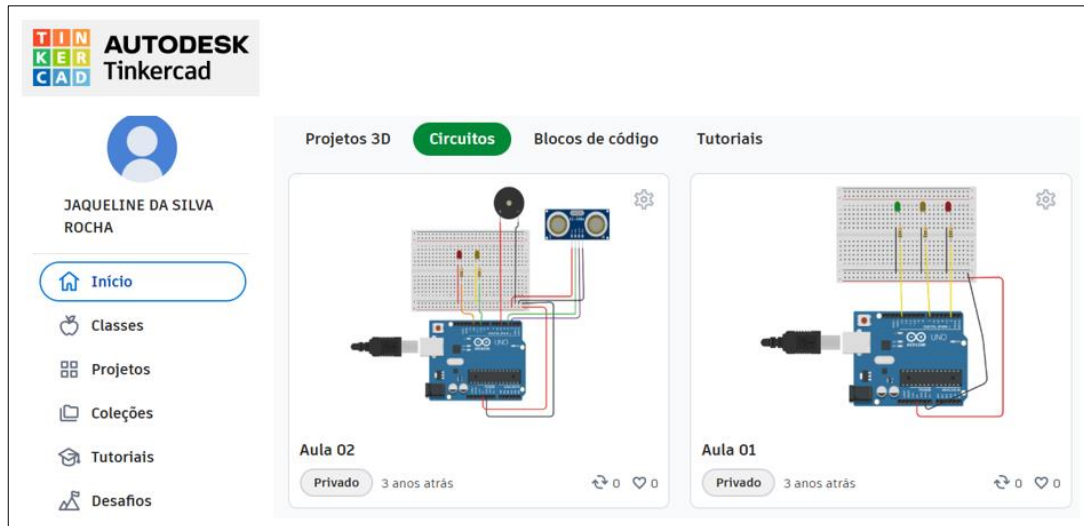 TIN
KER
CAD
AUTODESK
Tinkercad
JAQUELINE DA SILVA
ROCHA
Início
Classes
Projetos
Coleções
Tutoriais
Desafios
Projetos 3D
Circuitos
Blocos de código
Tutoriais
UNO
Aula 02
Privado
3 anos atrás
0
0
UNO
Aula 01
Privado
3 anos atrás
0
0